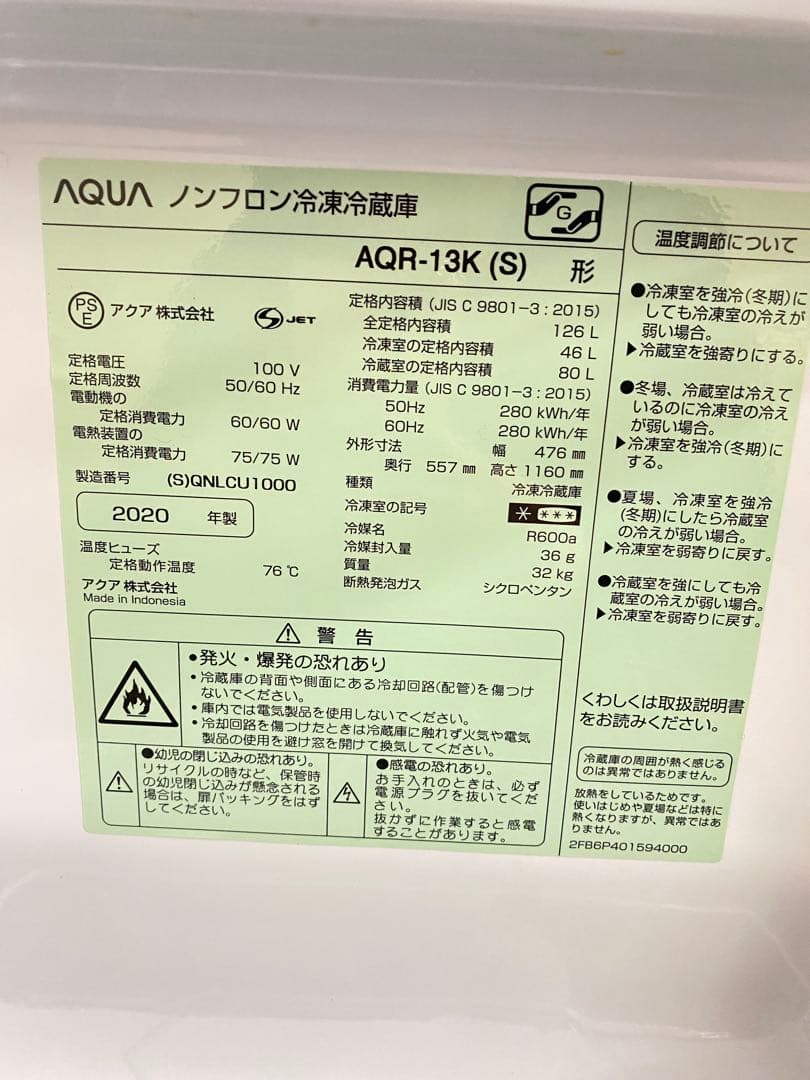 AQUA ノンフロン冷凍冷蔵庫
G
AQR-13K (S) 形
PS E アクア 株式会社
S JET
定格電圧 100 V
定格周波数 50/60 Hz
電動機の
定格消費電力 60/60 W
電熱装置の
定格消費電力 75/75 W
製造番号 (S)QNLCU1000
2020 年製
温度ヒューズ
定格動作温度 76 ℃
アクア 株式会社
Made in Indonesia
定格内容積 (JIS C 9801-3 : 2015)
全定格内容積 126 L
冷凍室の定格内容積 46 L
冷蔵室の定格内容積 80 L
消費電力量 (JIS C 9801-3 : 2015)
50Hz 280 kWh/年
60Hz 280 kWh/年
外形寸法 幅 476 ㎜
奥行 557 ㎜ 高さ 1160 ㎜
種類 冷凍冷蔵庫
冷凍室の記号 * ***
冷媒名 R600a
冷媒封入量 36 g
質量 32 kg
断熱発泡ガス シクロペンタン
⚠ 警 告
•発火・爆発の恐れあり
・冷蔵庫の背面や側面にある冷却回路(配管)を傷つけ
ないでください。
・庫内では電気製品を使用しないでください。
・冷却回路を傷つけたときは冷蔵庫に触れず火気や電気
製品の使用を避け窓を開けて換気してください。
●幼児の閉じ込みの恐れあり。
リサイクルの時など、保管時
の幼児閉じ込みが懸念される
場合は、扉パッキングをはず
してください。
●感電の恐れあり。
お手入れのときは、必ず
電源プラグを抜いてくだ
さい。
抜かずに作業すると感電
することがあります。
温度調節について
●冷凍室を強冷(冬期)に
しても冷凍室の冷えが
弱い場合。
▶冷蔵室を強寄りにする。
●冬場、冷蔵室は冷えて
いるのに冷凍室の冷え
が弱い場合。
▶冷凍室を強冷(冬期)に
する。
●夏場、冷凍室を強冷
(冬期)にしたら冷蔵室
の冷えが弱い場合。
▶冷凍室を弱寄りに戻す。
●冷蔵室を強にしても冷
蔵室の冷えが弱い場合。
▶冷凍室を弱寄りに戻す。
くわしくは取扱説明書
をお読みください。
冷蔵庫の周囲が熱く感じる
のは異常ではありません。
放熱をしているためです。
使いはじめや夏場などは特に
熱くなりますが、異常ではあ
りません。
2FB6P401594000